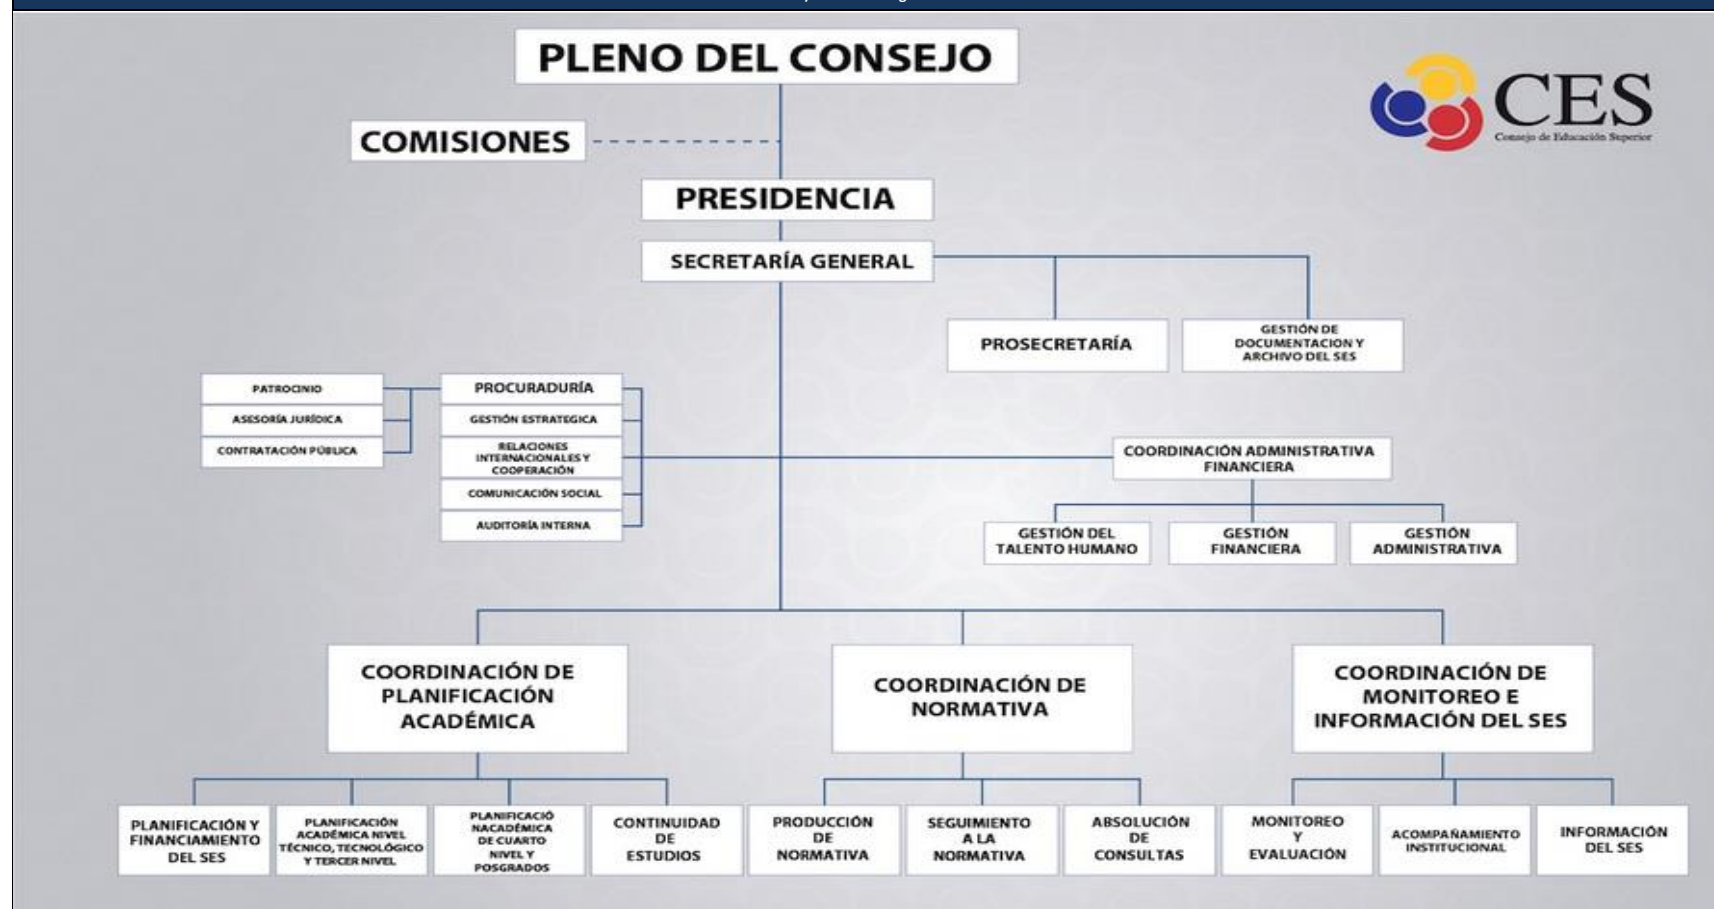 PLENO DEL CONSEJO
CES
Consejo de Educación Superior
COMISIONES
PRESIDENCIA
SECRETARÍA GENERAL
PROSECRETARÍA
GESTIÓN DE
DOCUMENTACION Y
ARCHIVO DEL SES
PATROCINIO
ASESORÍA JURÍDICA
CONTRATACIÓN PÚBLICA
PROCURADURÍA
GESTIÓN ESTRATEGICA
RELACIONES
INTERNACIONALES Y
COOPERACIÓN
COMUNICACIÓN SOCIAL
AUDITORÍA INTERNA
COORDINACIÓN ADMINISTRATIVA
FINANCIERA
GESTIÓN DEL
TALENTO HUMANO
GESTIÓN
FINANCIERA
GESTIÓN
ADMINISTRATIVA
COORDINACIÓN DE
PLANIFICACIÓN
ACADÉMICA
COORDINACIÓN DE
NORMATIVA
COORDINACIÓN DE
MONITOREO E
INFORMACIÓN DEL SES
PLANIFICACIÓN Y
FINANCIAMIENTO
DEL SES
PLANIFICACIÓN
ACADÉMICA NIVEL
TÉCNICO, TECNOLÓGICO
Y TERCER NIVEL
PLANIFICACIÓ
NACADÉMICA
DE CUARTO
NIVEL Y
POSGRADOS
CONTINUIDAD
DE
ESTUDIOS
PRODUCCIÓN
DE
NORMATIVA
SEGUIMIENTO
A LA
NORMATIVA
ABSOLUCIÓN
DE
CONSULTAS
MONITOREO
Y
EVALUACIÓN
ACOMPAÑAMIENTO
INSTITUCIONAL
INFORMACIÓN
DEL SES